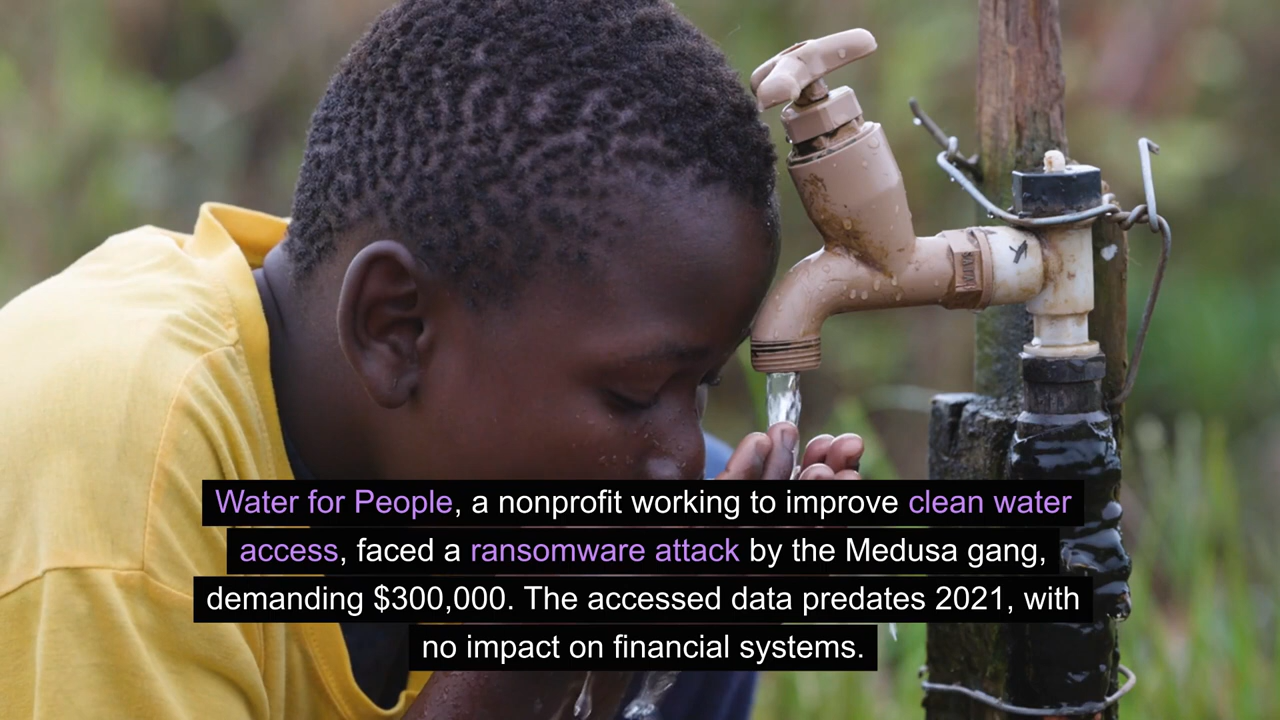 Water for People, a nonprofit working to improve clean water
access, faced a ransomware attack by the Medusa gang,
demanding $300,000. The accessed data predates 2021, with
no impact on financial systems.